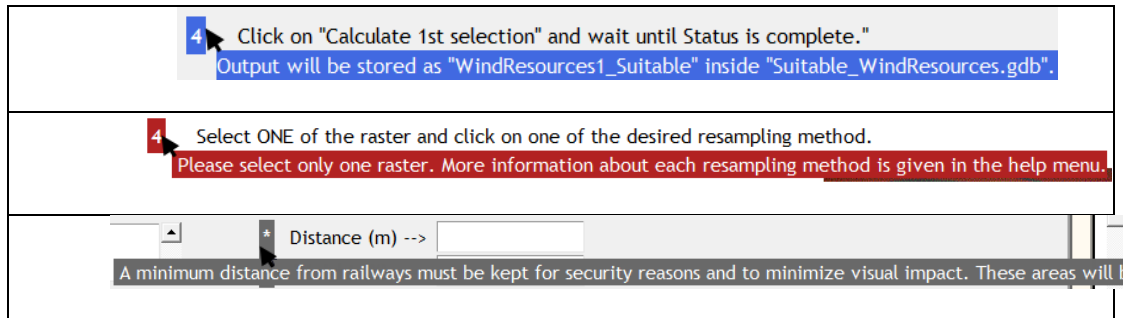 4 Click on "Calculate 1st selection" and wait until Status is complete."
Output will be stored as "WindResources1_Suitable" inside "Suitable_WindResources.gdb".
4 Select ONE of the raster and click on one of the desired resampling method.
Please select only one raster. More information about each resampling method is given in the help menu.
* Distance (m) -->
A minimum distance from railways must be kept for security reasons and to minimize visual impact. These areas will